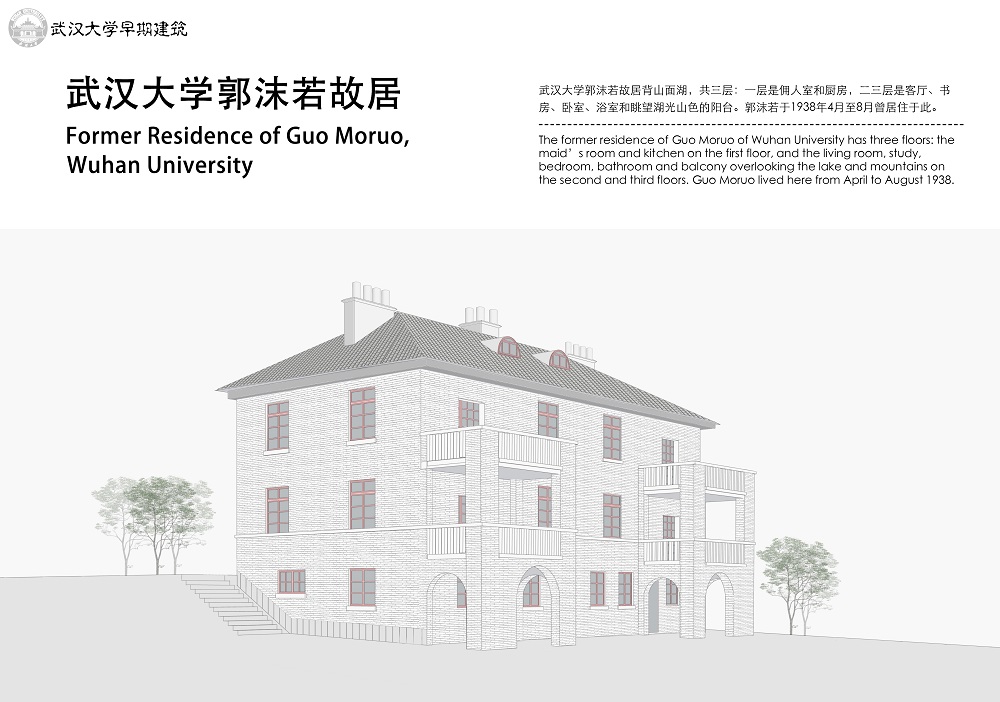 武汉大学早期建筑
武汉大学郭沫若故居
Former Residence of Guo Moruo,
Wuhan University
武汉大学郭沫若故居背山面湖，共三层：一层是佣人室和厨房，二三层是客厅、书
房、卧室、浴室和眺望湖光山色的阳台。郭沫若于1938年4月至8月曾居住于此。
The former residence of Guo Moruo of Wuhan University has three floors: the
maid’s room and kitchen on the first floor, and the living room, study,
bedroom, bathroom and balcony overlooking the lake and mountains on
the second and third floors. Guo Moruo lived here from April to August 1938.